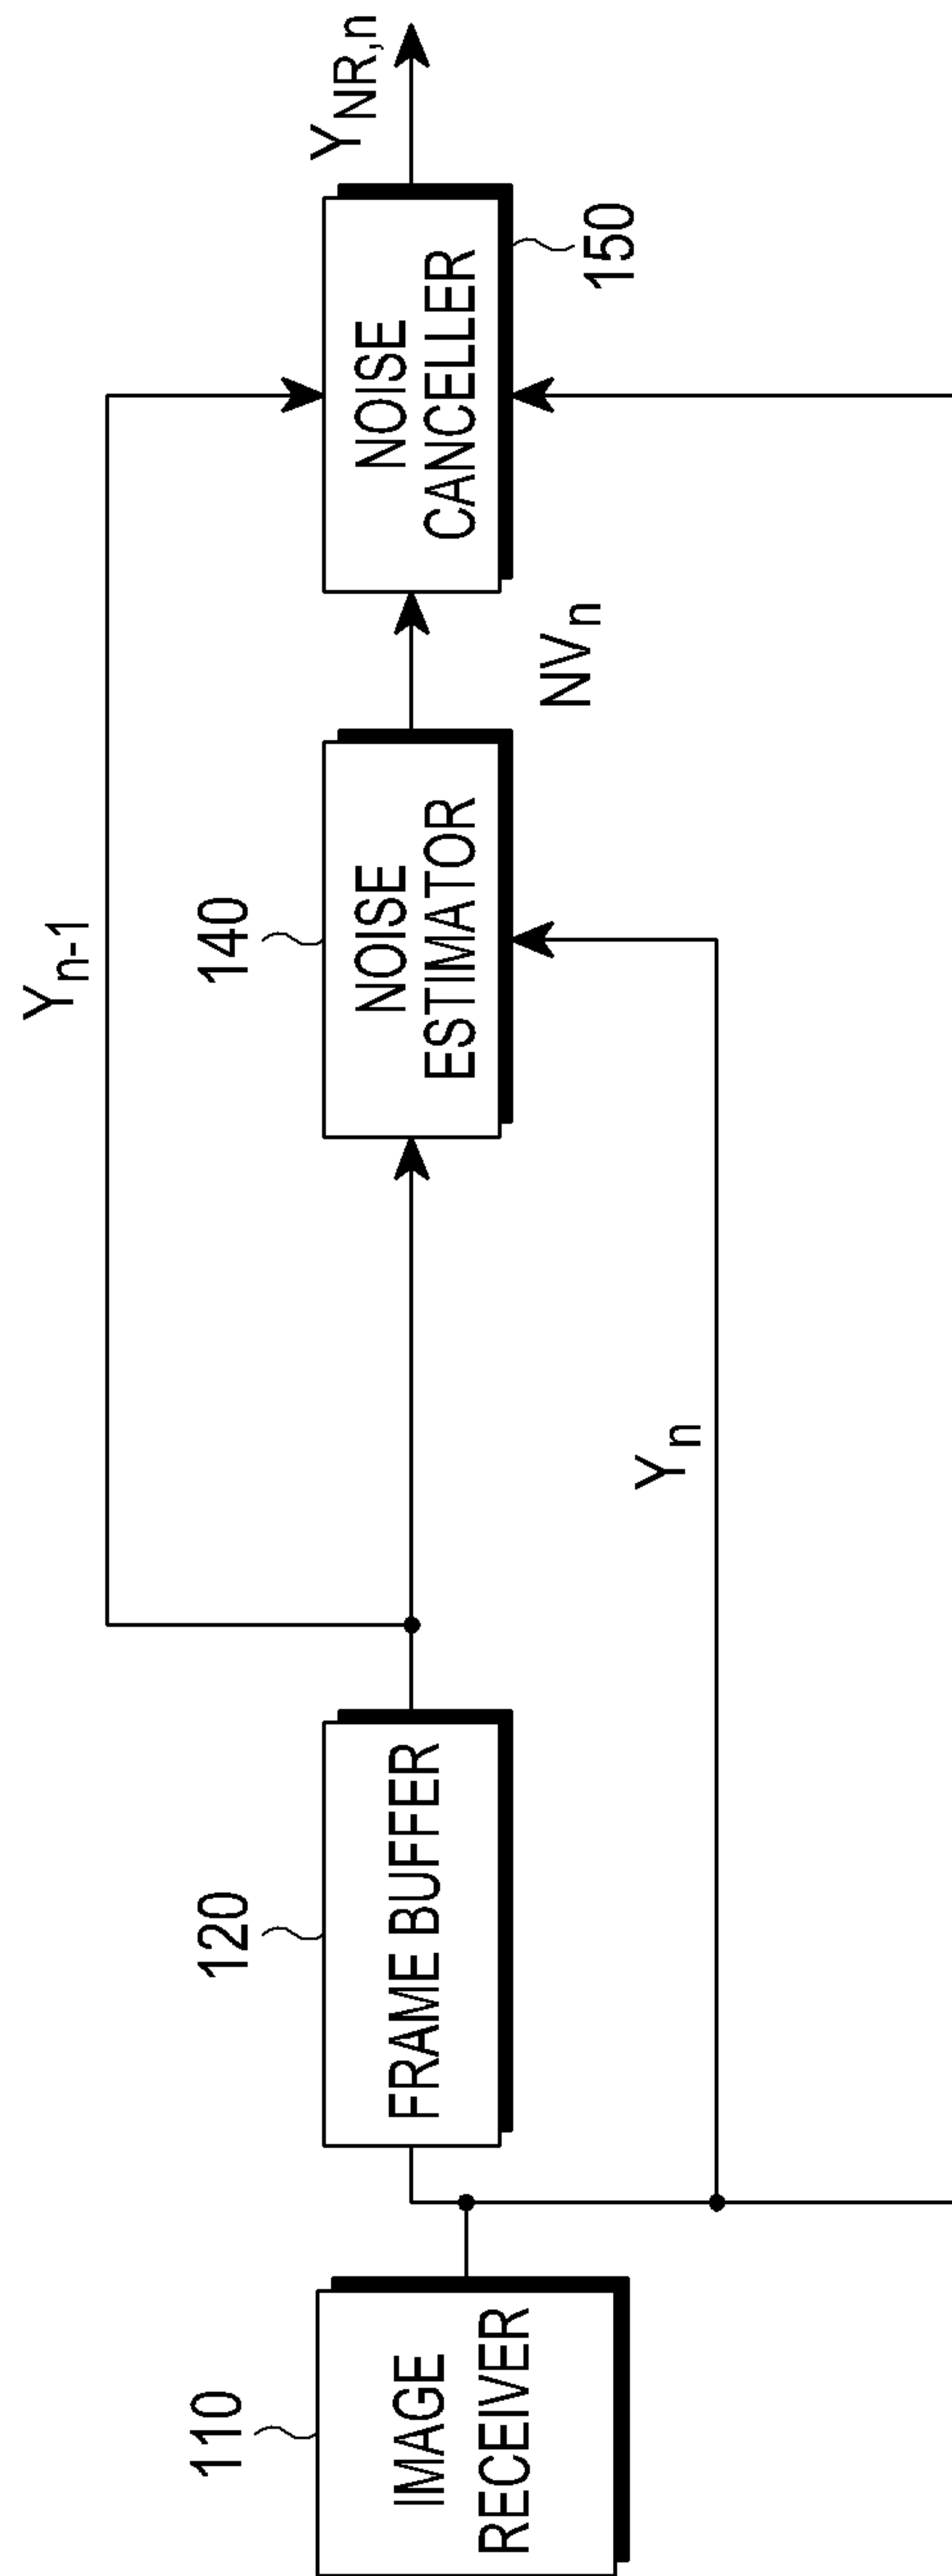 Yn-1
YNR,n
110
120
140
IMAGE
RECEIVER
FRAME BUFFER
NOISE
ESTIMATOR
NOISE
CANCELLER
NVn
150
Yn